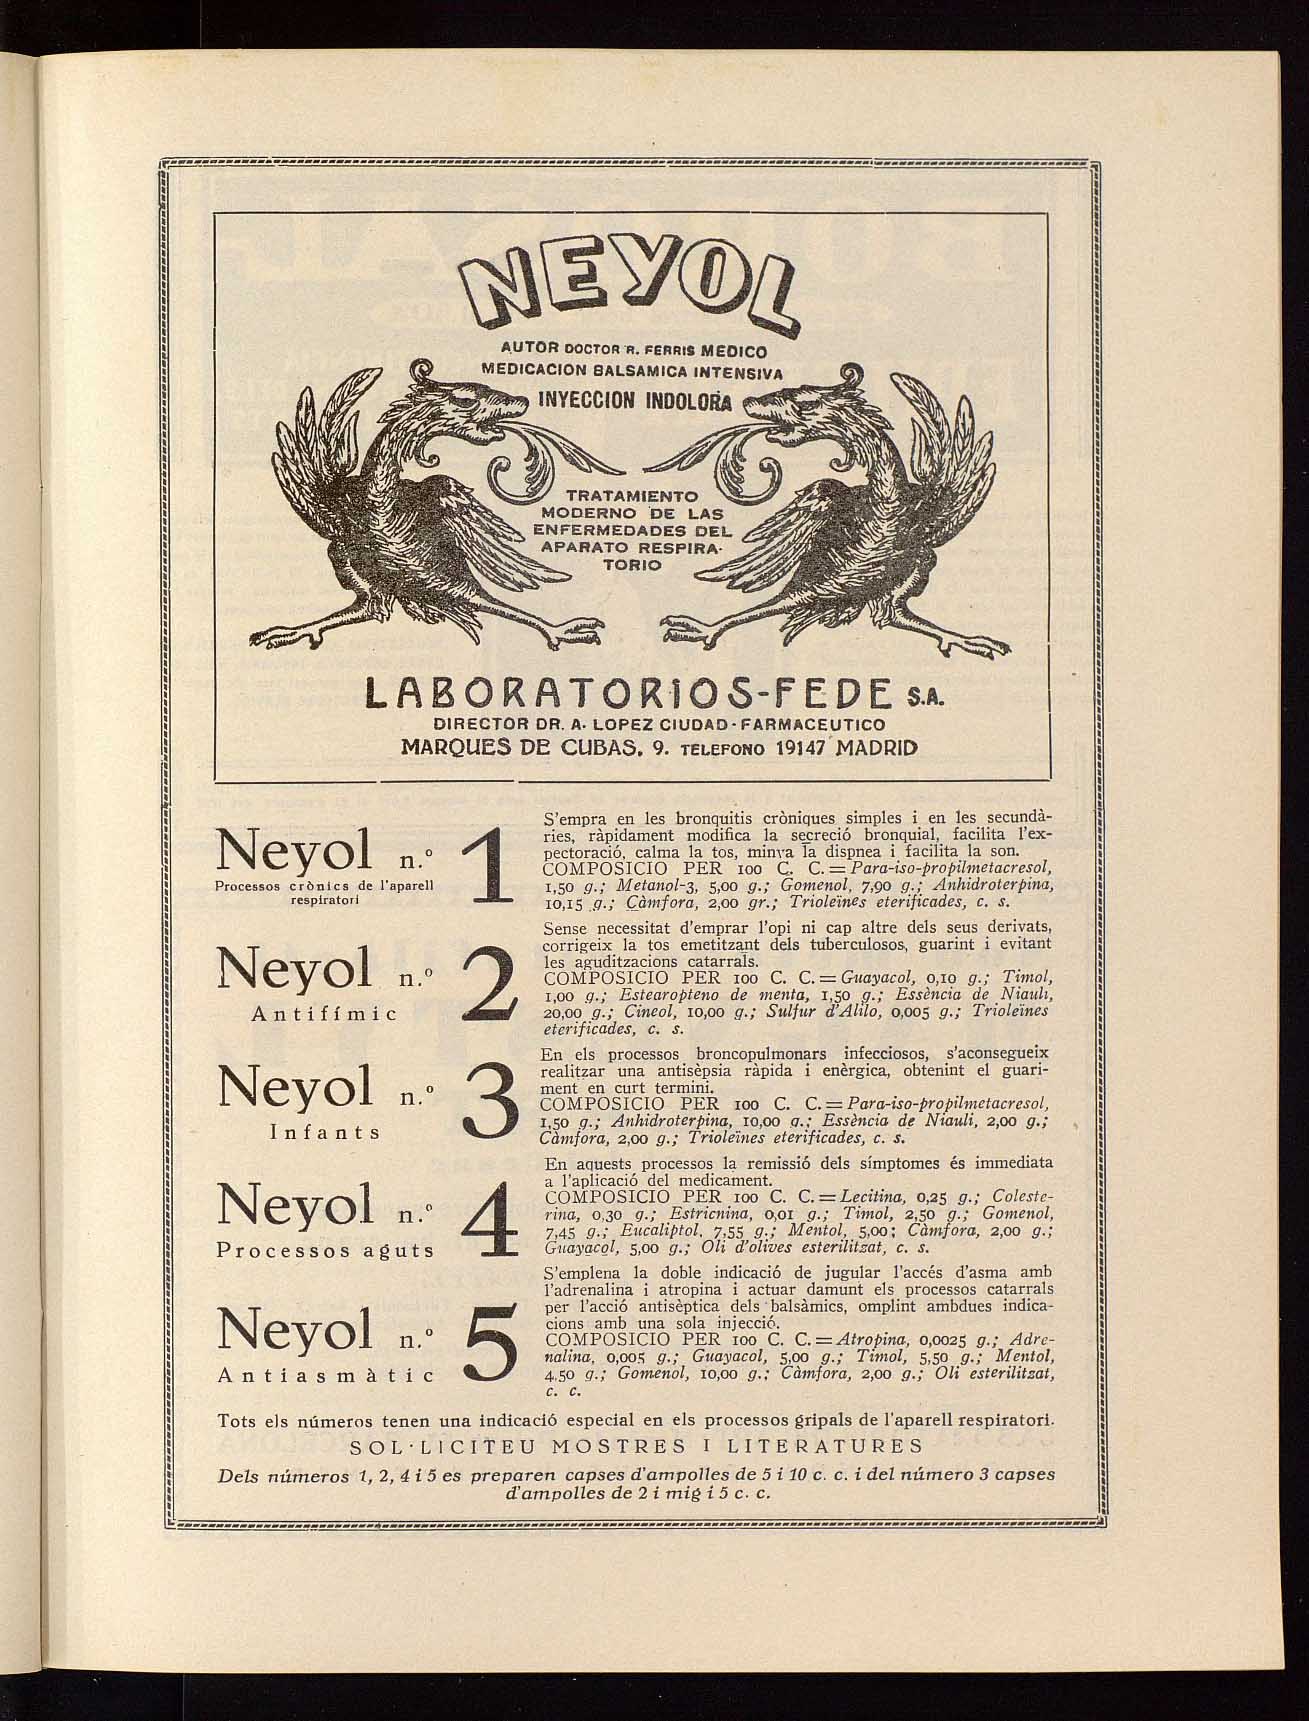 NEYOL
AUTOR DOCTOR R. FERRIS MEDICO
MEDICACION BALSAMICA INTENSIVA
INYECCION INDOLORA
TRATAMIENTO
MODERNO DE LAS
ENFERMEDADES DEL
APARATO RESPIRA-
TORIO
LABORATORIOS-FEDE S.A.
DIRECTOR DR. A. LOPEZ CIUDAD - FARMACEUTICO
MARQUES DE CUBAS, 9. TELEFONO 19147 MADRID
Neyol n.º 1
Processos crònics de l'aparell
respiratori
S'empra en les bronquitis cròniques simples i en les secundà-
ries, ràpidament modifica la secreció bronquial, facilita l'ex-
pectoració, calma la tos, minva la dispnea i facilita la son.
COMPOSICIO PER 100 C. C. = Para-iso-propilmetacresol,
1,50 g.; Metanol-3, 5,00 g.; Gomenol, 7,90 g.; Anhidroterpina,
10,15 g.; Càmfora, 2,00 gr.; Trioleïnes eterificades, c. s.
Neyol n.º 2
Antifímic
Sense necessitat d'emprar l'opi ni cap altre dels seus derivats,
corrigeix la tos emetitzant dels tuberculosos, guarint i evitant
les aguditzacions catarrals.
COMPOSICIO PER 100 C. C. = Guayacol, 0,10 g.; Timol,
1,00 g.; Estearopteno de menta, 1,50 g.; Essència de Niauli,
20,00 g.; Cineol, 10,00 g.; Sulfur d'Alilo, 0,005 g.; Trioleïnes
eterificades, c. s.
Neyol n.º 3
Infants
En els processos broncopulmonars infecciosos, s'aconsegueix
realitzar una antisèpsia ràpida i enèrgica, obtenint el guari-
ment en curt termini.
COMPOSICIO PER 100 C. C. = Para-iso-propilmetacresol,
1,50 g.; Anhidroterpina, 10,00 g.; Essència de Niauli, 2,00 g.;
Càmfora, 2,00 g.; Trioleïnes eterificades, c. s.
Neyol n.º 4
Processos aguts
En aquests processos la remissió dels símptomes és immediata
a l'aplicació del medicament.
COMPOSICIO PER 100 C. C. = Lecitina, 0,25 g.; Coleste-
rina, 0,30 g.; Estricnina, 0,01 g.; Timol, 2,50 g.; Gomenol,
7,45 g.; Eucaliptol, 7,55 g.; Mentol, 5,00; Càmfora, 2,00 g.;
Guayacol, 5,00 g.; Oli d'olives esterilitzat, c. s.
Neyol n.º 5
Antiasmàtic
S'emplena la doble indicació de jugular l'accés d'asma amb
l'adrenalina i atropina i actuar damunt els processos catarrals
per l'acció antisèptica dels balsàmics, omplint ambdues indica-
cions amb una sola injecció.
COMPOSICIO PER 100 C. C. = Atropina, 0,0025 g.; Adre-
nalina, 0,005 g.; Guayacol, 5,00 g.; Timol, 5,50 g.; Mentol,
4,50 g.; Gomenol, 10,00 g.; Càmfora, 2,00 g.; Oli esterilitzat,
c. c.
Tots els números tenen una indicació especial en els processos gripals de l'aparell respiratori.
SOL·LICITEU MOSTRES I LITERATURES
Dels números 1, 2, 4 i 5 es preparen capses d'ampolles de 5 i 10 c. c. i del número 3 capses
d'ampolles de 2 i mig i 5 c. c.